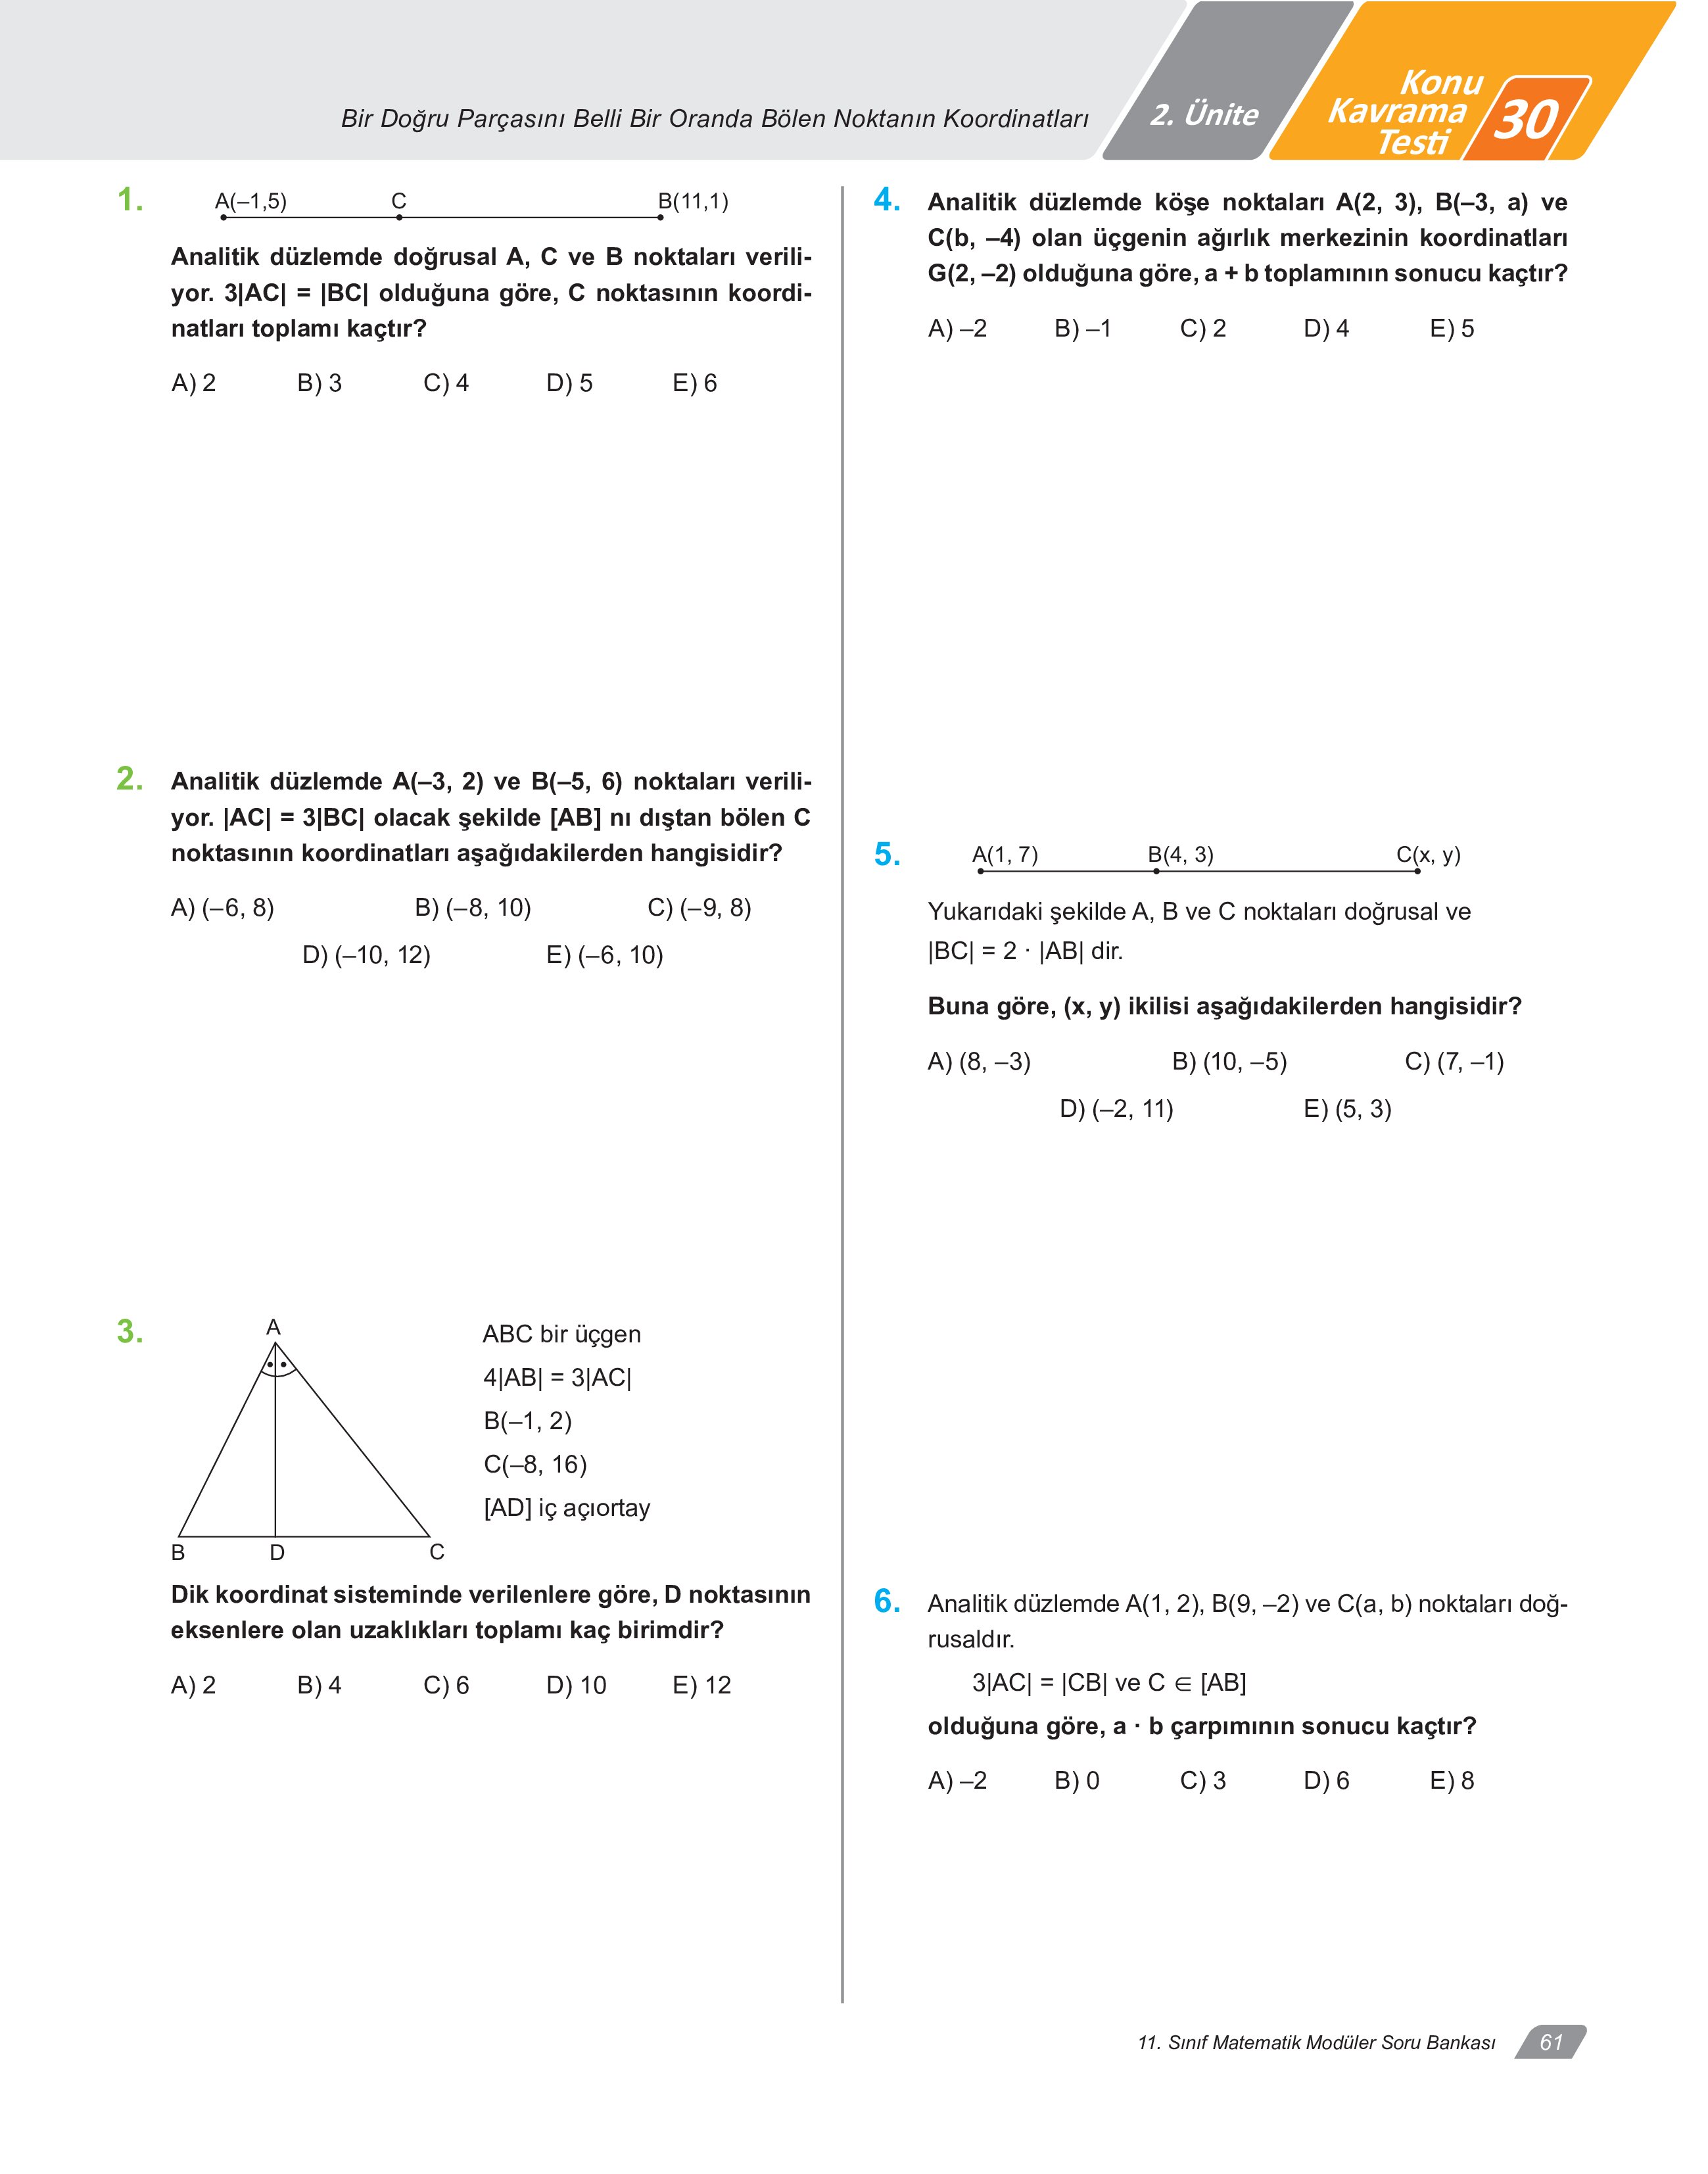 Bir Doğru Parçasını Belli Bir Oranda Bölen Noktanın Koordinatları
2. Ünite
Konu
Kavrama
Testi
30
1.
A(–1,5) C B(11,1)
Analitik düzlemde doğrusal A, C ve B noktaları verili-
yor. 3|AC| = |BC| olduğuna göre, C noktasının koordi-
natları toplamı kaçtır?
A) 2 B) 3 C) 4 D) 5 E) 6
2. Analitik düzlemde A(–3, 2) ve B(–5, 6) noktaları verili-
yor. |AC| = 3|BC| olacak şekilde [AB] nı dıştan bölen C
noktasının koordinatları aşağıdakilerden hangisidir?
A) (–6, 8) B) (–8, 10) C) (–9, 8)
D) (–10, 12) E) (–6, 10)
3.
A
B D C
ABC bir üçgen
4|AB| = 3|AC|
B(–1, 2)
C(–8, 16)
[AD] iç açıortay
Dik koordinat sisteminde verilenlere göre, D noktasının
eksenlere olan uzaklıkları toplamı kaç birimdir?
A) 2 B) 4 C) 6 D) 10 E) 12
4. Analitik düzlemde köşe noktaları A(2, 3), B(–3, a) ve
C(b, –4) olan üçgenin ağırlık merkezinin koordinatları
G(2, –2) olduğuna göre, a + b toplamının sonucu kaçtır?
A) –2 B) –1 C) 2 D) 4 E) 5
5.
A(1, 7) B(4, 3) C(x, y)
Yukarıdaki şekilde A, B ve C noktaları doğrusal ve
|BC| = 2 · |AB| dir.
Buna göre, (x, y) ikilisi aşağıdakilerden hangisidir?
A) (8, –3) B) (10, –5) C) (7, –1)
D) (–2, 11) E) (5, 3)
6. Analitik düzlemde A(1, 2), B(9, –2) ve C(a, b) noktaları doğ-
rusaldır.
3|AC| = |CB| ve C ∈ [AB]
olduğuna göre, a · b çarpımının sonucu kaçtır?
A) –2 B) 0 C) 3 D) 6 E) 8
11. Sınıf Matematik Modüler Soru Bankası
61